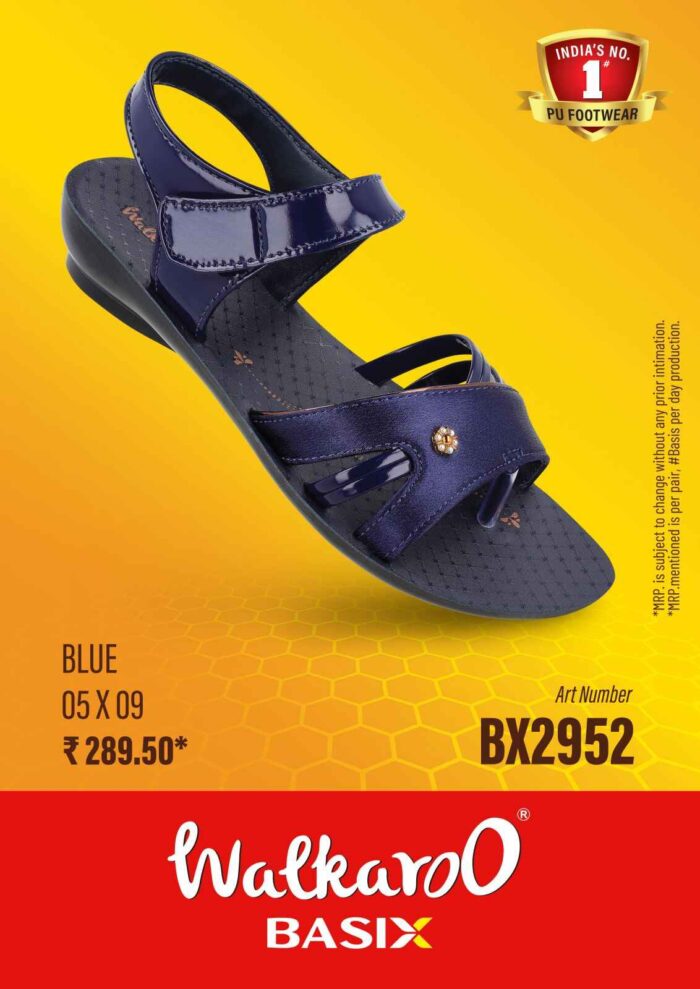 INDIA'S NO.
1#
PU FOOTWEAR
Walkaroo
*MRP. is subject to change without any prior intimation.
*MRP.mentioned is per pair, #Basis per day production.
BLUE
05 X 09
₹ 289.50*
Art Number
BX2952
WalkaroO®
BASIX